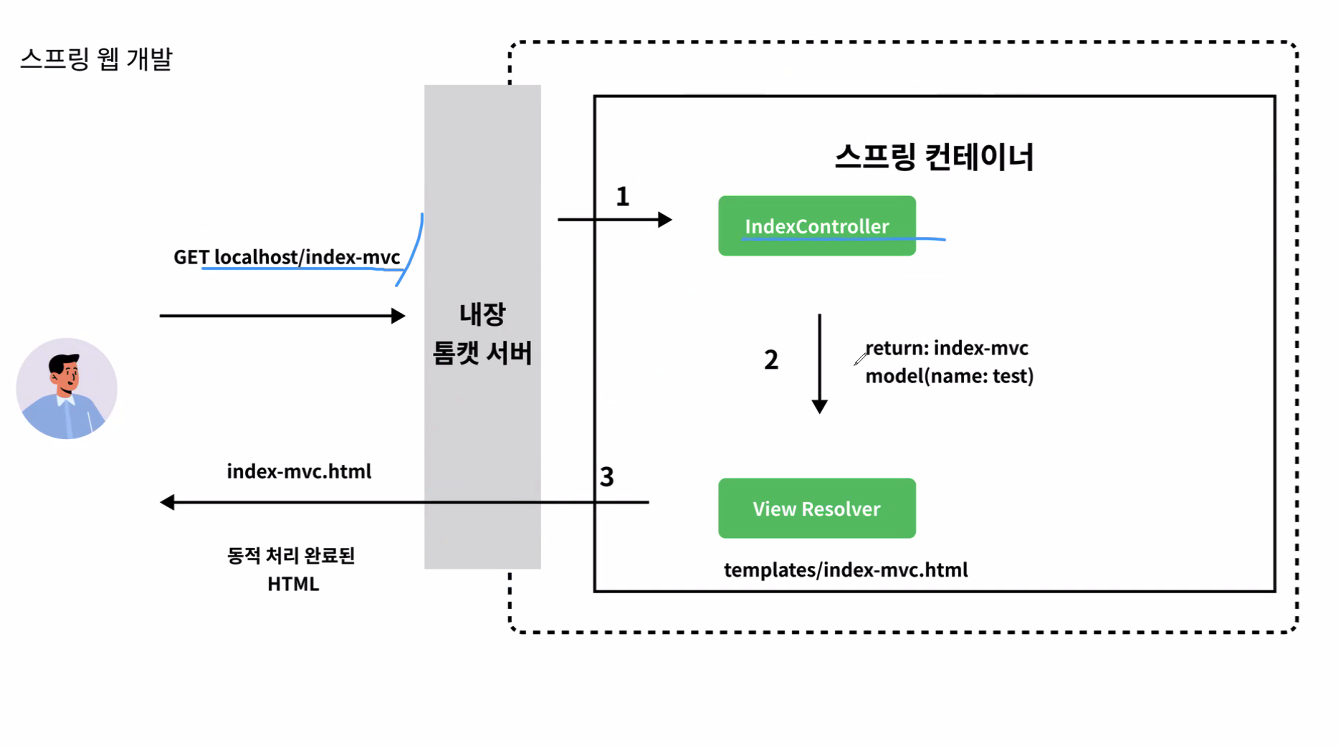 스프링 웹 개발
스프링 컨테이너
1
IndexController
GET localhost/index-mvc
내장
톰캣 서버
2
return: index-mvc
model(name: test)
index-mvc.html
3
View Resolver
동적 처리 완료된
HTML
templates/index-mvc.html